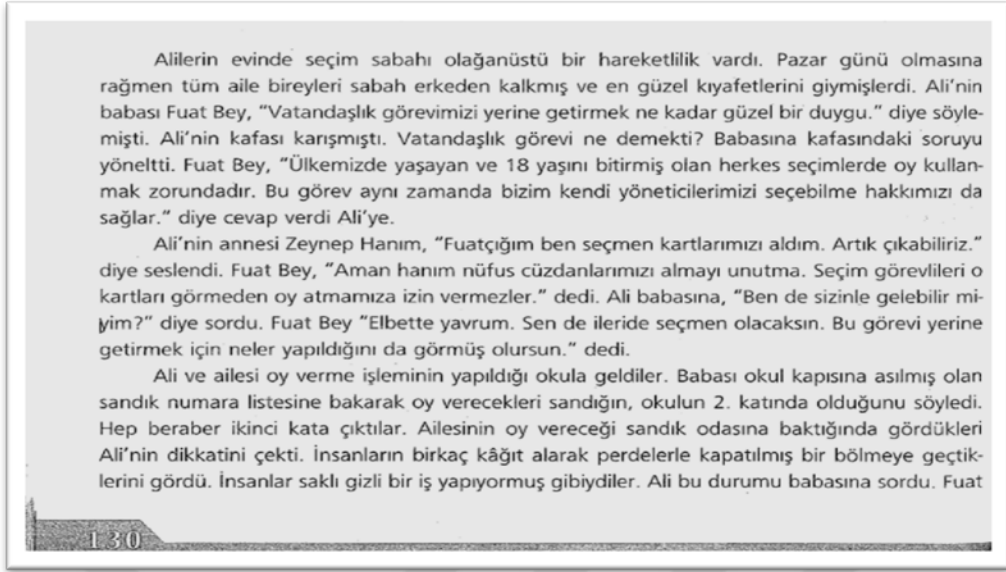 Alilerin evinde seçim sabahı olağanüstü bir hareketlilik vardı. Pazar günü olmasına
rağmen tüm aile bireyleri sabah erkeden kalkmış ve en güzel kıyafetlerini giymişlerdi. Ali'nin
babası Fuat Bey, "Vatandaşlık görevimizi yerine getirmek ne kadar güzel bir duygu." diye söyle-
mişti. Ali'nin kafası karışmıştı. Vatandaşlık görevi ne demekti? Babasına kafasındaki soruyu
yöneltti. Fuat Bey, "Ülkemizde yaşayan ve 18 yaşını bitirmiş olan herkes seçimlerde oy kullan-
mak zorundadır. Bu görev aynı zamanda bizim kendi yöneticilerimizi seçebilme hakkımızı da
sağlar." diye cevap verdi Ali'ye.
Ali'nin annesi Zeynep Hanım, "Fuatçığım ben seçmen kartlarımızı aldım. Artık çıkabiliriz."
diye seslendi. Fuat Bey, "Aman hanım nüfus cüzdanlarımızı almayı unutma. Seçim görevlileri o
kartları görmeden oy atmamıza izin vermezler." dedi. Ali babasına, "Ben de sizinle gelebilir mi-
yim?" diye sordu. Fuat Bey "Elbette yavrum. Sen de ileride seçmen olacaksın. Bu görevi yerine
getirmek için neler yapıldığını da görmüş olursun." dedi.
Ali ve ailesi oy verme işleminin yapıldığı okula geldiler. Babası okul kapısına asılmış olan
sandık numara listesine bakarak oy verecekleri sandığın, okulun 2. katında olduğunu söyledi.
Hep beraber ikinci kata çıktılar. Ailesinin oy vereceği sandık odasına baktığında gördükleri
Ali'nin dikkatini çekti. İnsanların birkaç kâğıt alarak perdelerle kapatılmış bir bölmeye geçtik-
lerini gördü. İnsanlar saklı gizli bir iş yapıyormuş gibiydiler. Ali bu durumu babasına sordu. Fuat
130